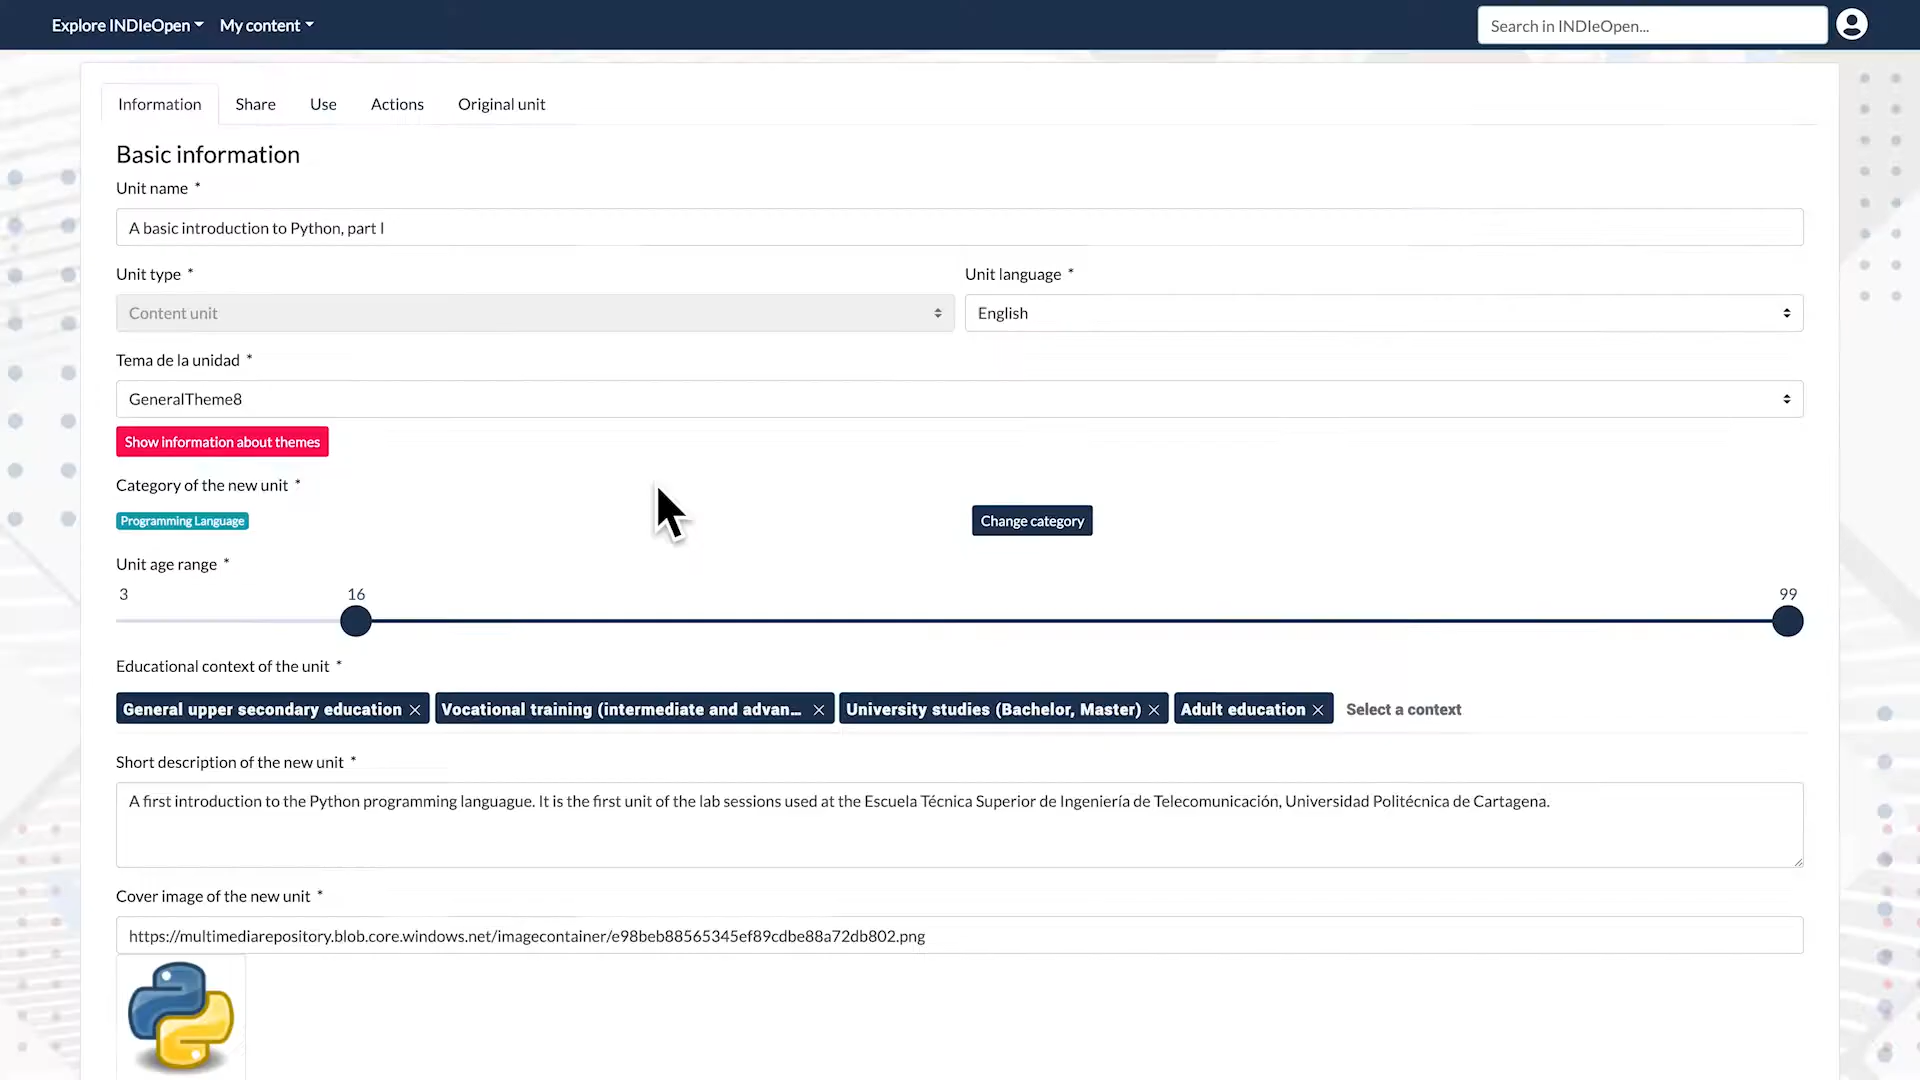 Explore INDIeOpen My content Search in INDIeOpen...
Information Share Use Actions Original unit
Basic information
Unit name *
A basic introduction to Python, part I
Unit type * Unit language *
Content unit English
Tema de la unidad *
GeneralTheme8
Show information about themes
Category of the new unit *
Programming Language Change category
Unit age range *
3 16 99
Educational context of the unit *
General upper secondary education Vocational training (intermediate and advan... University studies (Bachelor, Master) Adult education Select a context
Short description of the new unit *
A first introduction to the Python programming languague. It is the first unit of the lab sessions used at the Escuela Técnica Superior de Ingeniería de Telecomunicación, Universidad Politécnica de Cartagena.
Cover image of the new unit *
https://multimediarepository.blob.core.windows.net/imagecontainer/e98beb88565345ef89cdbe88a72db802.png